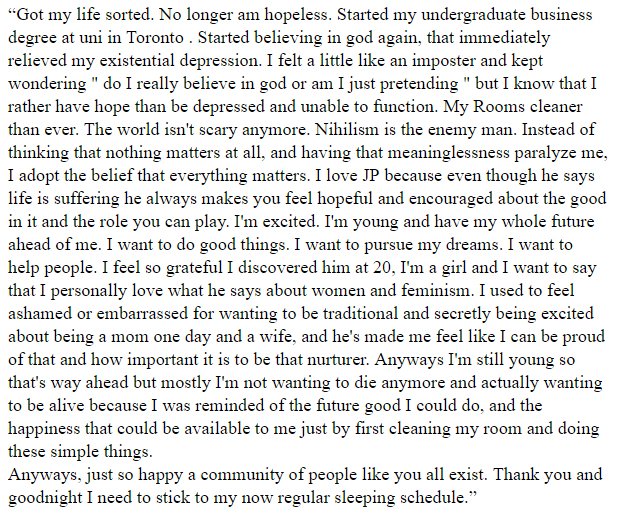 “Got my life sorted. No longer am hopeless. Started my undergraduate business
degree at uni in Toronto . Started believing in god again, that immediately
relieved my existential depression. I felt a little like an imposter and kept
wondering " do I really believe in god or am I just pretending " but I know that I
rather have hope than be depressed and unable to function. My Rooms cleaner
than ever. The world isn't scary anymore. Nihilism is the enemy man. Instead of
thinking that nothing matters at all, and having that meaninglessness paralyze me,
I adopt the belief that everything matters. I love JP because even though he says
life is suffering he always makes you feel hopeful and encouraged about the good
in it and the role you can play. I'm excited. I'm young and have my whole future
ahead of me. I want to do good things. I want to pursue my dreams. I want to
help people. I feel so grateful I discovered him at 20, I'm a girl and I want to say
that I personally love what he says about women and feminism. I used to feel
ashamed or embarrassed for wanting to be traditional and secretly being excited
about being a mom one day and a wife, and he's made me feel like I can be proud
of that and how important it is to be that nurturer. Anyways I'm still young so
that's way ahead but mostly I'm not wanting to die anymore and actually wanting
to be alive because I was reminded of the future good I could do, and the
happiness that could be available to me just by first cleaning my room and doing
these simple things.
Anyways, just so happy a community of people like you all exist. Thank you and
goodnight I need to stick to my now regular sleeping schedule.”